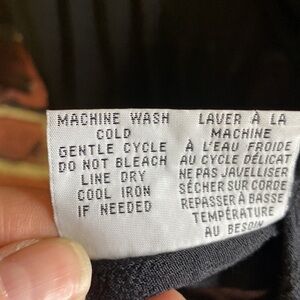 MACHINE WASH
COLD
GENTLE CYCLE
DO NOT BLEACH
LINE DRY
COOL IRON
IF NEEDED
LAVER À LA
MACHINE
À L'EAU FROIDE
AU CYCLE DÉLICAT
NE PAS JAVELLISER
SÉCHER SUR CORDE
REPASSER À BASSE
TEMPÉRATURE
AU BESOIN